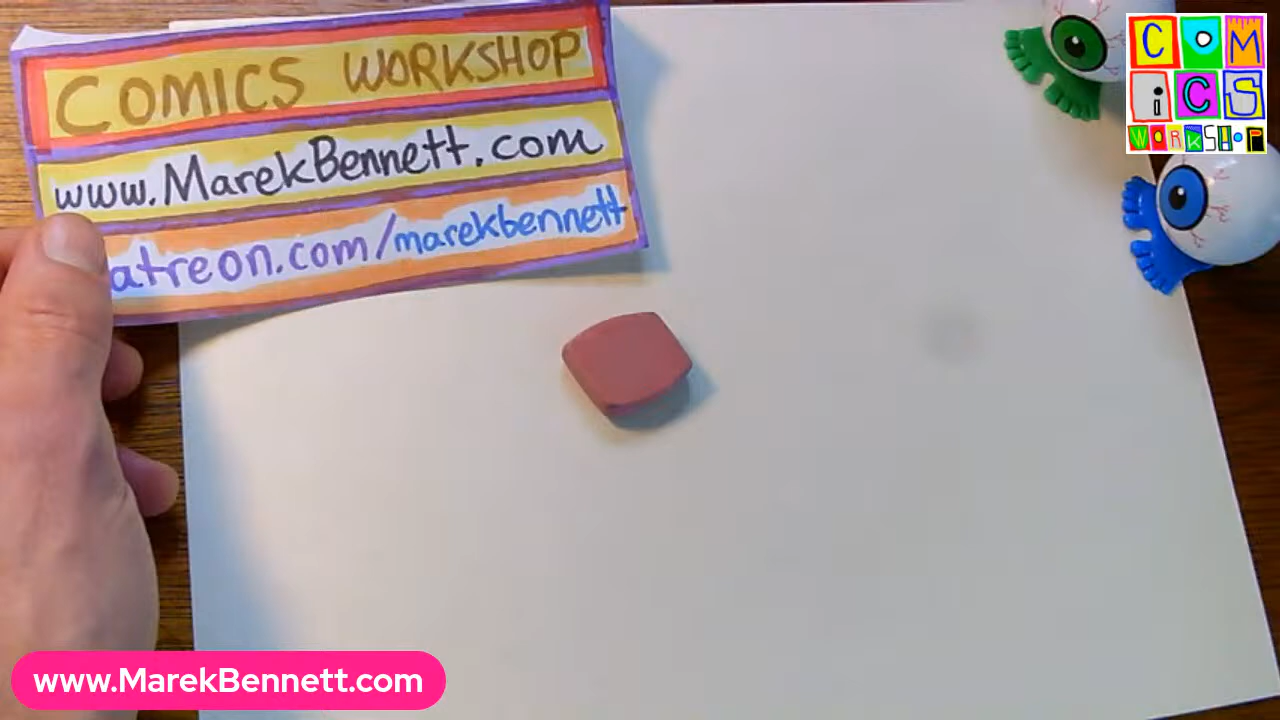 COMICS WORKSHOP
www.MarekBennett.com
atreon.com/marekbennett
COM
iCS
WORKSHOP
www.MarekBennett.com